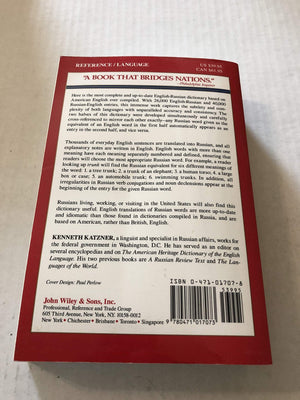 REFERENCE / LANGUAGE
US $39.95
"A BOOK THAT BRIDGES NATIONS."
—Philadelphia Inquirer
Here is the most complete and up-to-date English-Russian dictionary based on
American English ever compiled. With 26,000 English-Russian and 40,000
Russian-English entries, this immense work captures the subtlety and com-
plexity of both languages with unparalleled accuracy and consistency. The
two halves of this dictionary were developed simultaneously and carefully
cross-referenced to mirror each other exactly—any Russian word given as the
equivalent of an English word in the first half automatically appears as an
entry in the second half, and vice versa.
Thousands of everyday English sentences are translated into Russian, and all
explanatory notes are written in English. English words with more than one
meaning have each meaning separately numbered and defined, ensuring that
readers will choose the most appropriate Russian word. For example, a reader
looking up trunk will find the Russian equivalent for six different meanings of
the word: 1. a tree trunk; 2. a trunk of an elephant; 3. a human torso; 4. a large
box or case; 5. an automobile trunk; 6. swimming trunks. In addition, all
irregularities in Russian verb conjugations and noun declensions appear at
the beginning of the entry for the given Russian word.
Russians living, working, or visiting in the United States will also find this
dictionary useful. English translations of Russian words are more up-to-date
and idiomatic than those found in dictionaries compiled in Russia, and are
based on American, rather than British, English.
KENNETH KATZNER, a linguist and specialist in Russian affairs, works for
the federal government in Washington, D.C. He has served as an editor on
several encyclopedias and on The American Heritage Dictionary of the English
Language. His two previous books are A Russian Review Text and The Lan-
guages of the World.
Cover Design: Paul Perlow
John Wiley & Sons, Inc.
Professional, Reference and Trade Group
605 Third Avenue, New York, N.Y. 10158-0012
New York • Chichester • Brisbane • Toronto • Singapore
ISBN 0-471-01707-8
53995
9 780471 017073